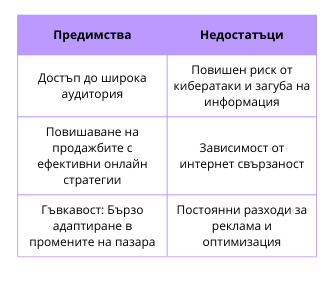 Предимства
Недостатъци
Достъп до широка
аудитория
Повишен риск от
кибератаки и загуба на
информация
Повишаване на
продажбите с
ефективни онлайн
стратегии
Зависимост от
интернет свързаност
Гъвкавост: Бързо
адаптиране в
промените на пазара
Постоянни разходи за
реклама и
оптимизация